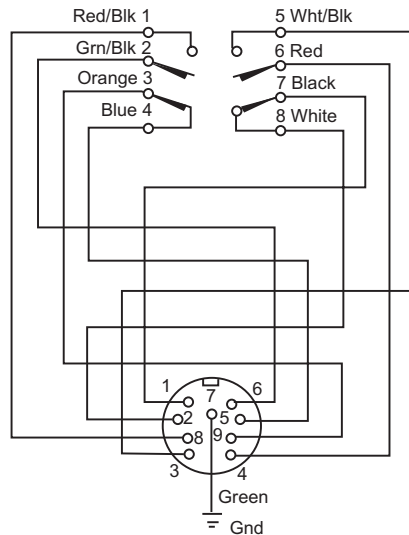 Red/Blk 1
5 Wht/Blk
Grn/Blk 2
6 Red
Orange 3
7 Black
Blue 4
8 White
1
7
6
2
5
8
9
3
4
Green
Gnd